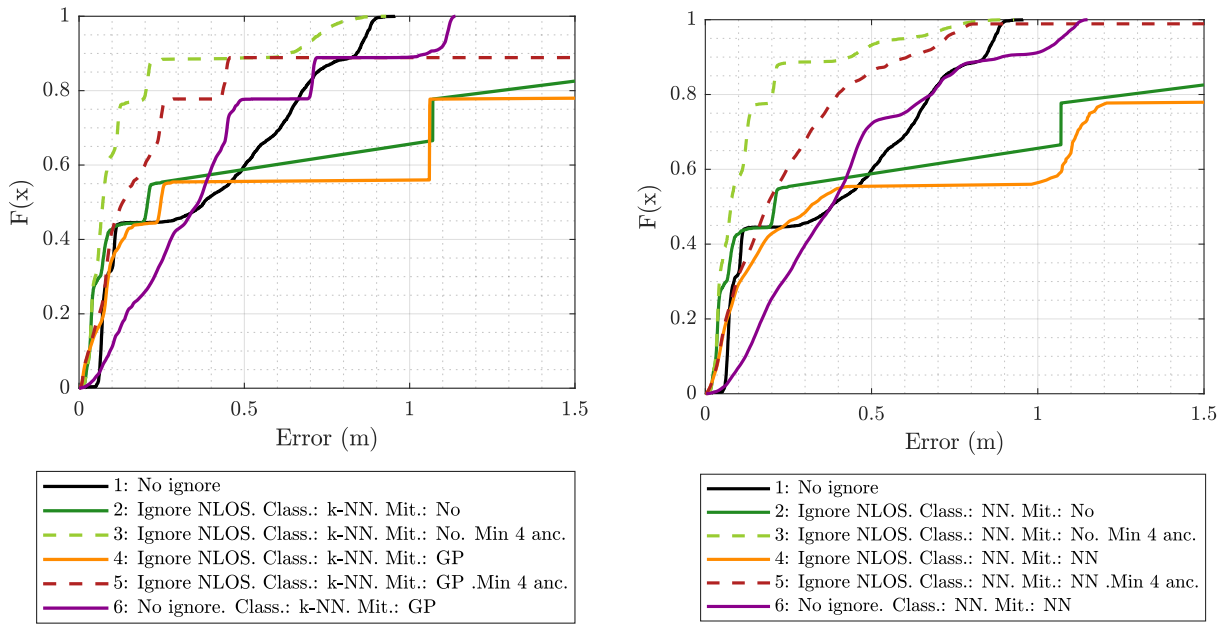 1
0.8
0.6
0.4
0.2
0
F(x)
0
0.5
1
1.5
Error (m)
1: No ignore
2: Ignore NLOS. Class.: k-NN. Mit.: No
3: Ignore NLOS. Class.: k-NN. Mit.: No. Min 4 anc.
4: Ignore NLOS. Class.: k-NN. Mit.: GP
5: Ignore NLOS. Class.: k-NN. Mit.: GP .Min 4 anc.
6: No ignore. Class.: k-NN. Mit.: GP
1
0.8
0.6
0.4
0.2
0
F(x)
0
0.5
1
1.5
Error (m)
1: No ignore
2: Ignore NLOS. Class.: NN. Mit.: No
3: Ignore NLOS. Class.: NN. Mit.: No. Min 4 anc.
4: Ignore NLOS. Class.: NN. Mit.: NN
5: Ignore NLOS. Class.: NN. Mit.: NN .Min 4 anc.
6: No ignore. Class.: NN. Mit.: NN